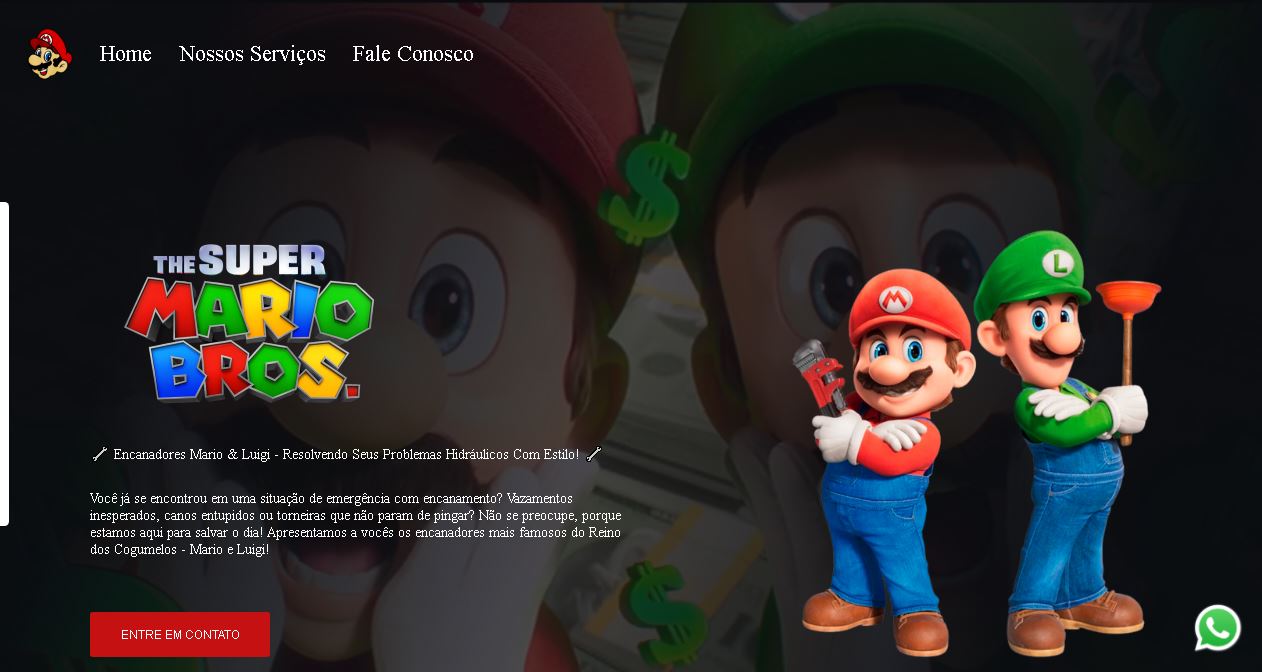 Home Nossos Serviços Fale Conosco
THE SUPER
MARIO
BROS.
Encanadores Mario & Luigi - Resolvendo Seus Problemas Hidráulicos Com Estilo!
Você já se encontrou em uma situação de emergência com encanamento? Vazamentos
inesperados, canos entupidos ou torneiras que não param de pingar? Não se preocupe, porque
estamos aqui para salvar o dia! Apresentamos a vocês os encanadores mais famosos do Reino
dos Cogumelos - Mario e Luigi!
ENTRE EM CONTATO
M
L
$
$